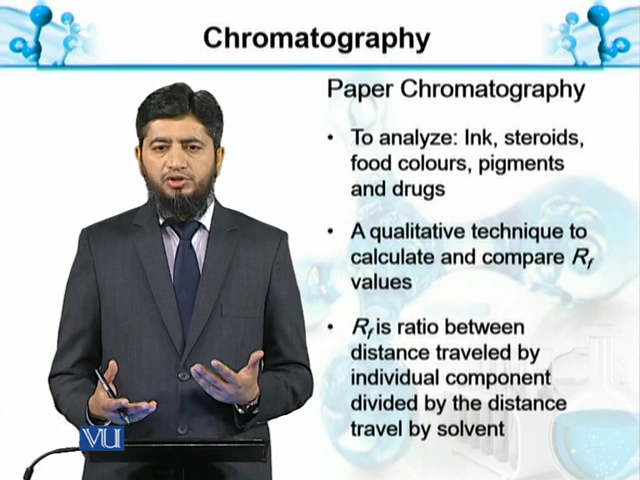 Chromatography
Paper Chromatography
• To analyze: Ink, steroids,
food colours, pigments
and drugs
• A qualitative technique to
calculate and compare Rf
values
• Rf is ratio between
distance traveled by
individual component
divided by the distance
travel by solvent
VU